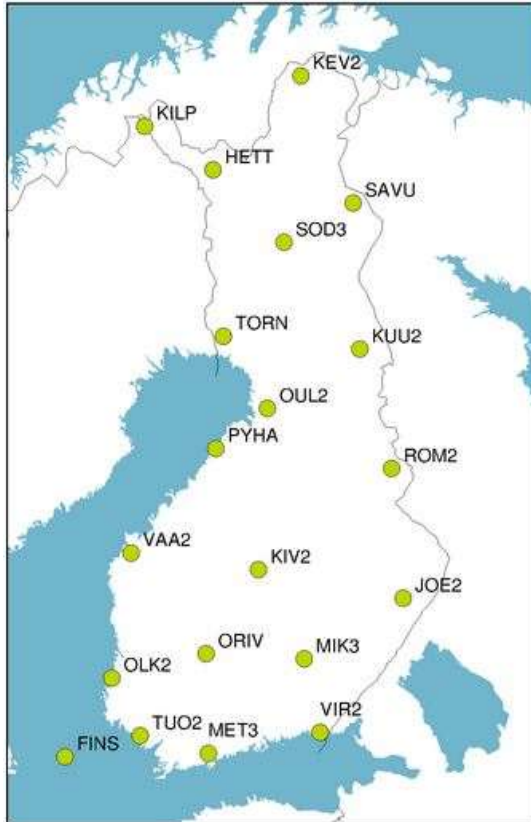 KEV2
KILP
HETT
SAVU
SOD3
TORN
KUU2
OUL2
PYHA
ROM2
VAA2
KIV2
JOE2
ORIV
MIK3
OLK2
VIR2
TUO2
MET3
FINS